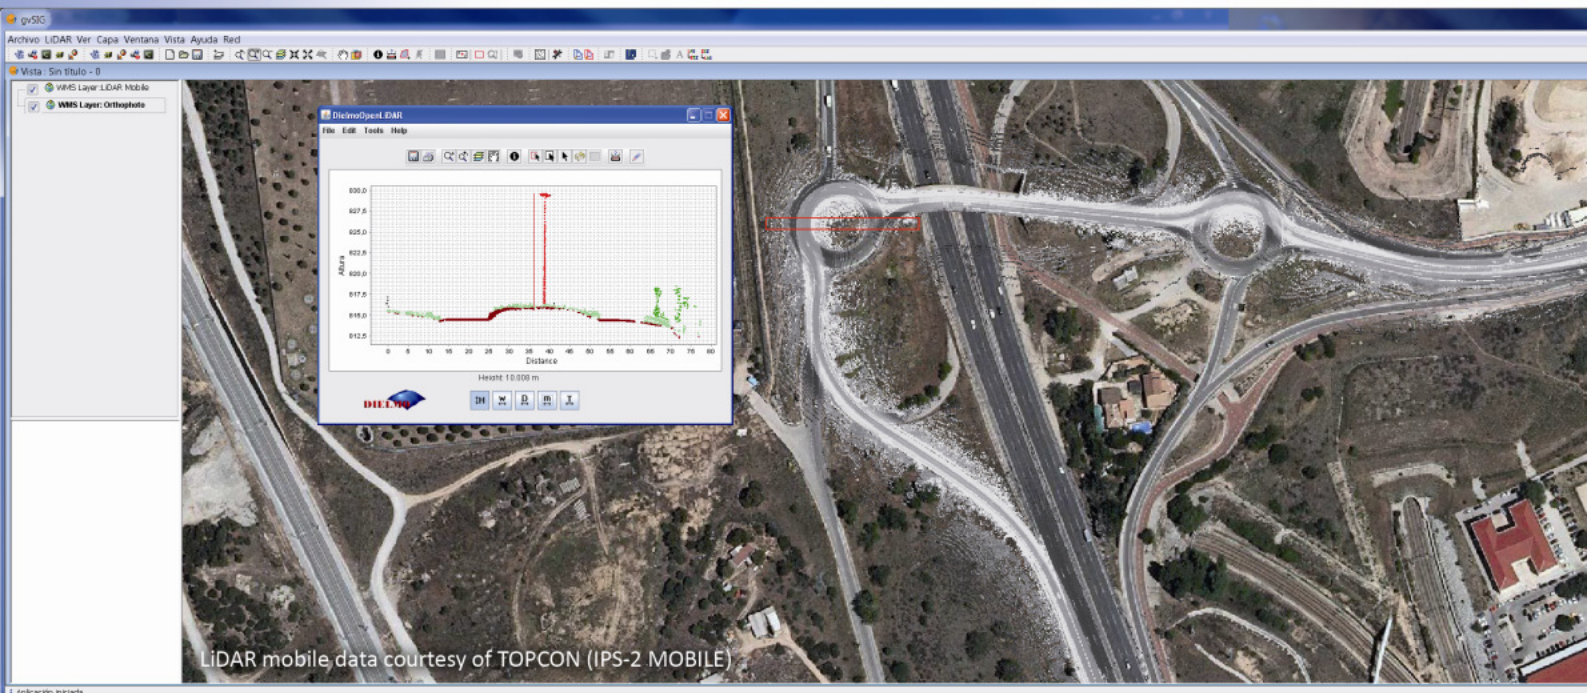 gvSIG
Archivo LiDAR Ver Capa Ventana Vista Ayuda Red
Vista : Sin título - 0
WMS Layer:LiDAR Mobile
WMS Layer: Orthophoto
DielmoOpenLiDAR
File Edit Tools Help
830,0
827,5
825,0
822,5
820,0
817,5
815,0
812,5
Altura
0 5 10 15 20 25 30 35 40 45 50 55 60 65 70 75 80
Distance
Height: 10.008 m
DIELMO
H W D m T
LiDAR mobile data courtesy of TOPCON (IPS-2 MOBILE)
Aplicación iniciada